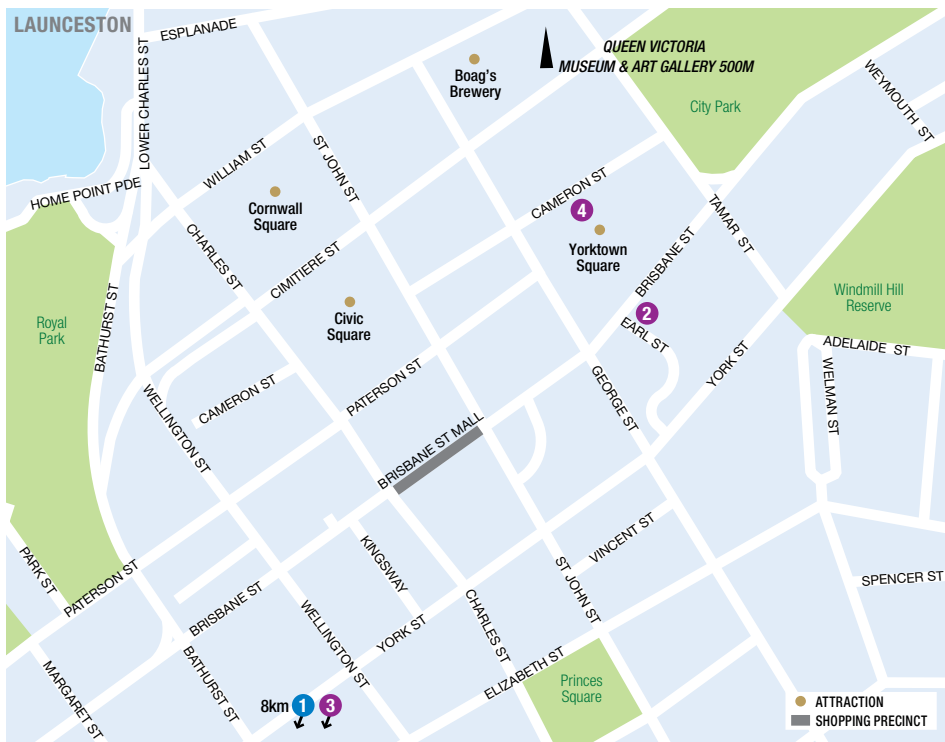 LAUNCESTON
ESPLANADE
LOWER CHARLES ST
QUEEN VICTORIA
MUSEUM & ART GALLERY 500M
Boag's
Brewery
City Park
WEYMOUTH ST
HOME POINT PDE
WILLIAM ST
ST JOHN ST
Cornwall
Square
CAMERON ST
4
Yorktown
Square
TAMAR ST
BRISBANE ST
CHARLES ST
CIMITIERE ST
Civic
Square
Royal
Park
BATHURST ST
2
EARL ST
Windmill Hill
Reserve
ADELAIDE ST
WELMAN ST
YORK ST
GEORGE ST
PATERSON ST
CAMERON ST
WELLINGTON ST
BRISBANE ST MALL
KINGSWAY
VINCENT ST
ST JOHN ST
SPENCER ST
PARK ST
PATERSON ST
BRISBANE ST
WELLINGTON ST
YORK ST
CHARLES ST
ELIZABETH ST
Princes
Square
MARGARET ST
BATHURST ST
8km 1 3
ATTRACTION
SHOPPING PRECINCT